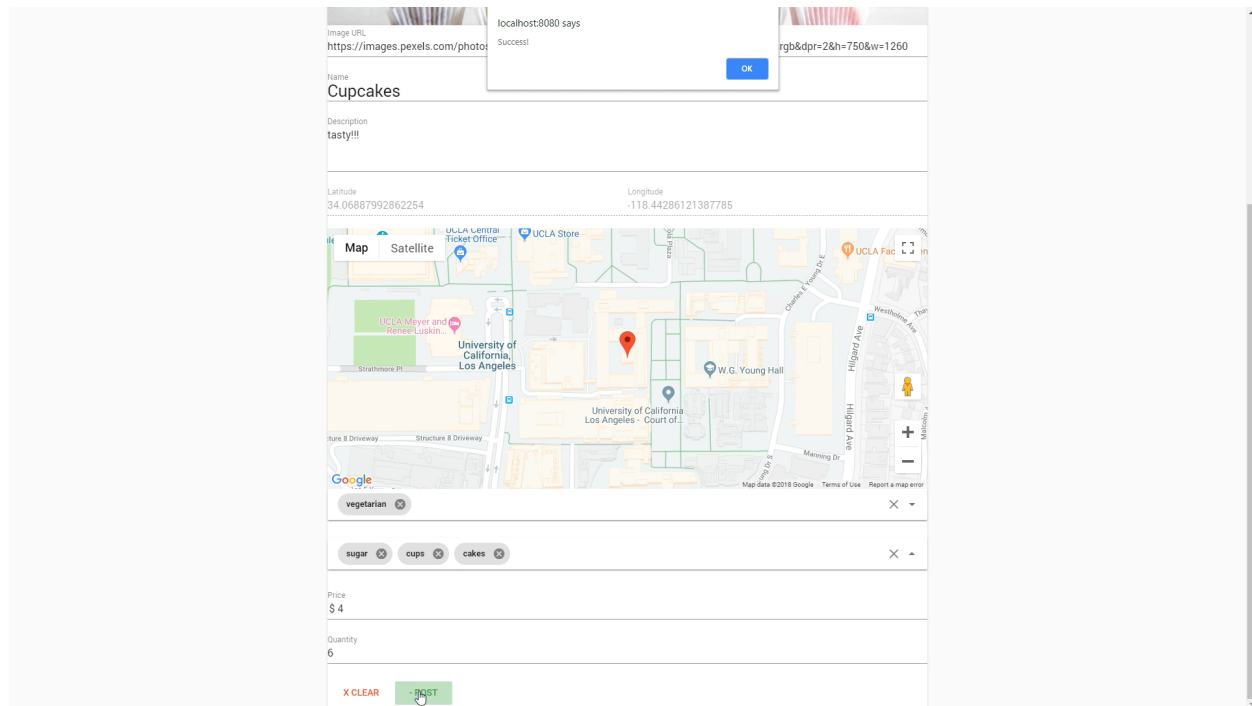 localhost:8080 says
Success!
OK
Image URL
https://images.pexels.com/photos
rgb&dpr=2&h=750&w=1260
Name
Cupcakes
Description
tasty!!!
Latitude
Longitude
34.06887992862254
-118.44286121387785
Map
Satellite
UCLA Central
Ticket Office
UCLA Store
Plaza
UCLA Fac
Charles E Young Dr E
Westholme
UCLA Meyer and
Renee Luskin...
University of
California,
Los Angeles
Strathmore Pl
W.G. Young Hall
Hilgard Ave
University of California
Los Angeles - Court of...
Hilgard Ave
Structure 8 Driveway
Manning Dr
Google
Map data ©2018 Google
Terms of Use
Report a map error
vegetarian
sugar
cups
cakes
Price
$ 4
Quantity
6
X CLEAR
- POST